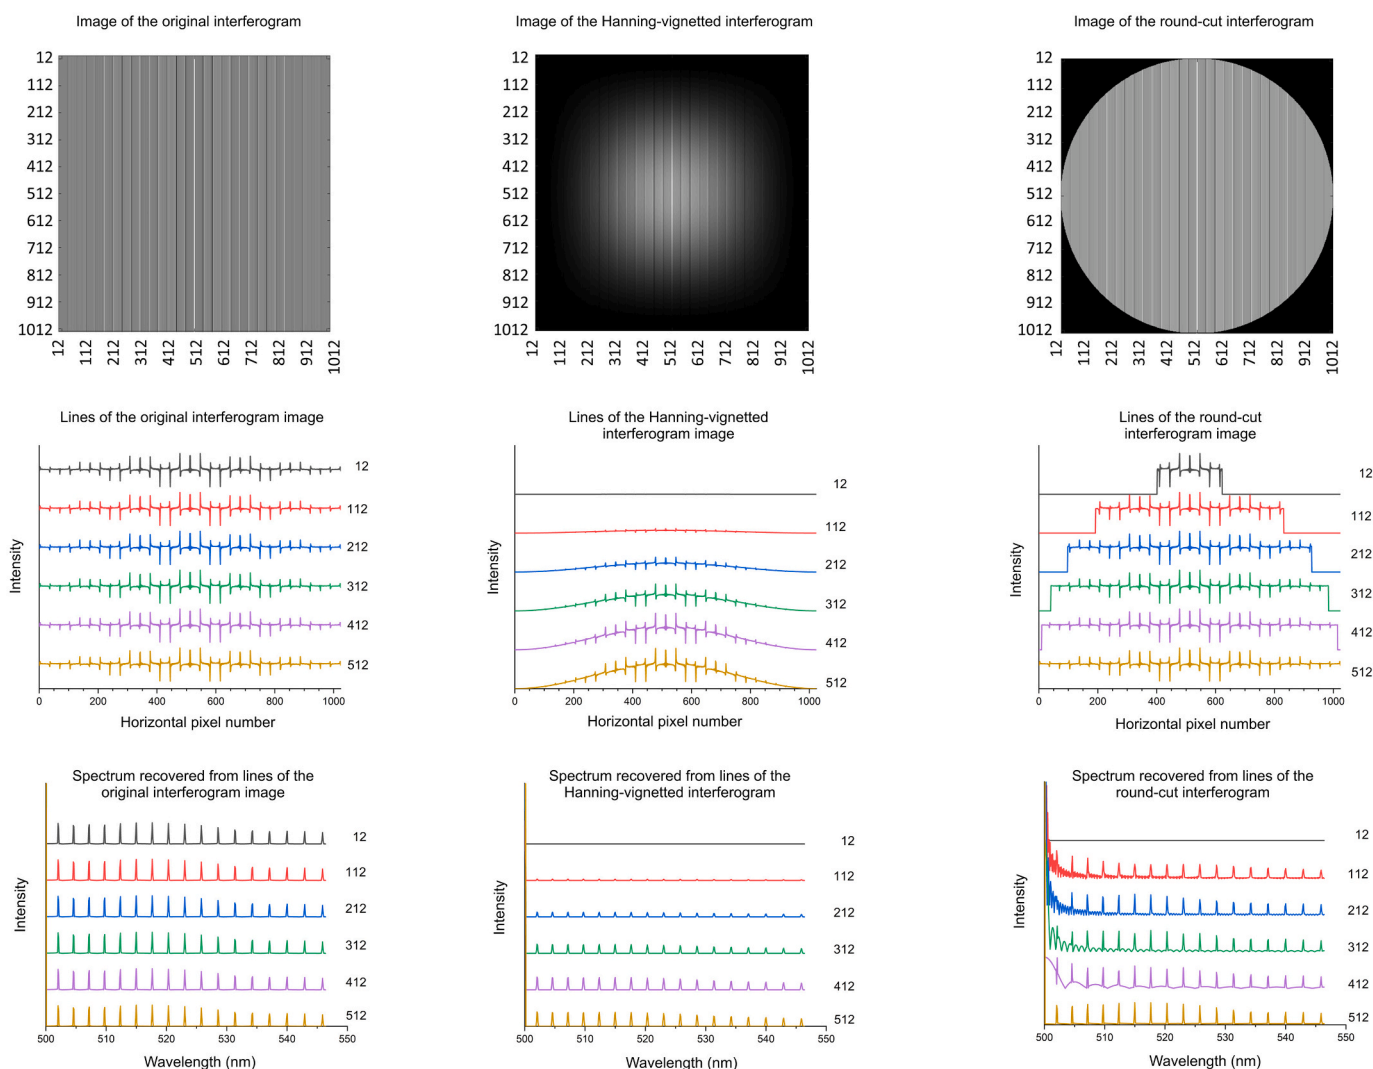 Image of the original interferogram
Image of the Hanning-vignetted interferogram
Image of the round-cut interferogram
12
112
212
312
412
512
612
712
812
912
1012
12 112 212 312 412 512 612 712 812 912 1012
12
112
212
312
412
512
612
712
812
912
1012
12 112 212 312 412 512 612 712 812 912 1012
12
112
212
312
412
512
612
712
812
912
1012
12 112 212 312 412 512 612 712 812 912 1012
Lines of the original interferogram image
Intensity
12
112
212
312
412
512
0 200 400 600 800 1000
Horizontal pixel number
Lines of the Hanning-vignetted
interferogram image
Intensity
12
112
212
312
412
512
0 200 400 600 800 1000
Horizontal pixel number
Lines of the round-cut
interferogram image
Intensity
12
112
212
312
412
512
0 200 400 600 800 1000
Horizontal pixel number
Spectrum recovered from lines of the
original interferogram image
Intensity
12
112
212
312
412
512
500 510 520 530 540 550
Wavelength (nm)
Spectrum recovered from lines of the
Hanning-vignetted interferogram
Intensity
12
112
212
312
412
512
500 510 520 530 540 550
Wavelength (nm)
Spectrum recovered from lines of the
round-cut interferogram
Intensity
12
112
212
312
412
512
500 510 520 530 540 550
Wavelength (nm)